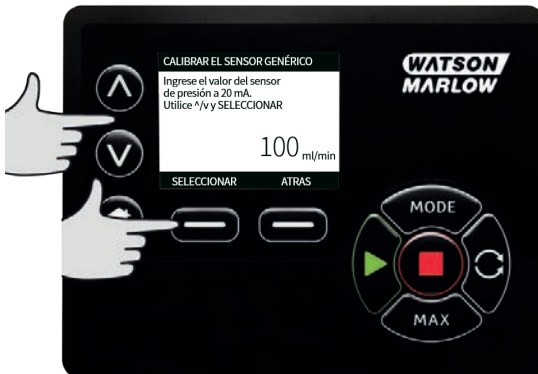 CALIBRAR EL SENSOR GENÉRICO
Ingrese el valor del sensor
de presión a 20 mA.
Utilice ^/v y SELECCIONAR
100 ml/min
SELECCIONAR ATRAS
WATSON
MARLOW
MODE
MAX